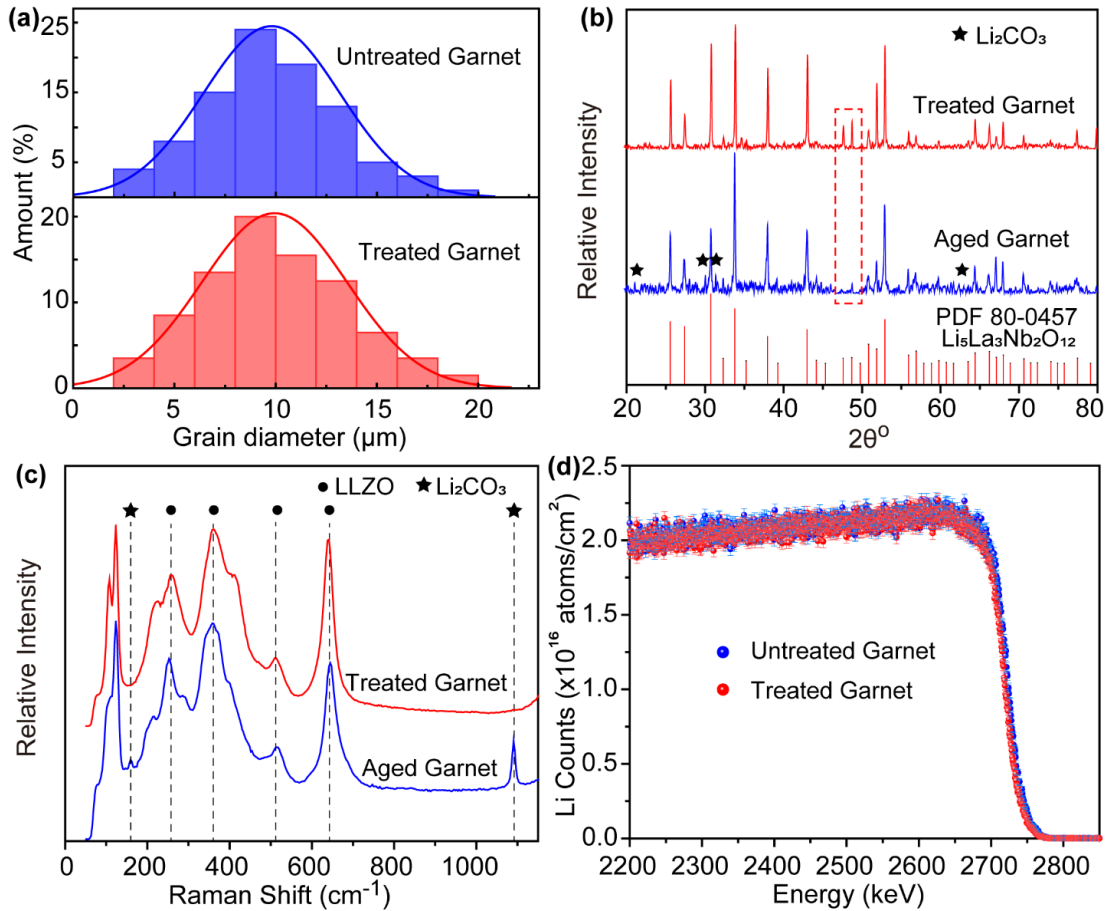 (a)
25
20
15
10
5
Untreated Garnet
Amount (%)
20
10
0
Treated Garnet
0 5 10 15 20
Grain diameter (µm)
(b)
★ Li₂CO₃
Treated Garnet
Relative Intensity
Aged Garnet
PDF 80-0457
Li₅La₃Nb₂O₁₂
20 30 40 50 60 70 80
2θ⁰
(c)
● LLZO ★ Li₂CO₃
Relative Intensity
Treated Garnet
Aged Garnet
0 200 400 600 800 1000
Raman Shift (cm⁻¹)
(d)
2.5
2.0
1.5
1.0
0.5
0.0
Li Counts (x10¹⁶ atoms/cm²)
Untreated Garnet
Treated Garnet
2200 2300 2400 2500 2600 2700 2800
Energy (keV)